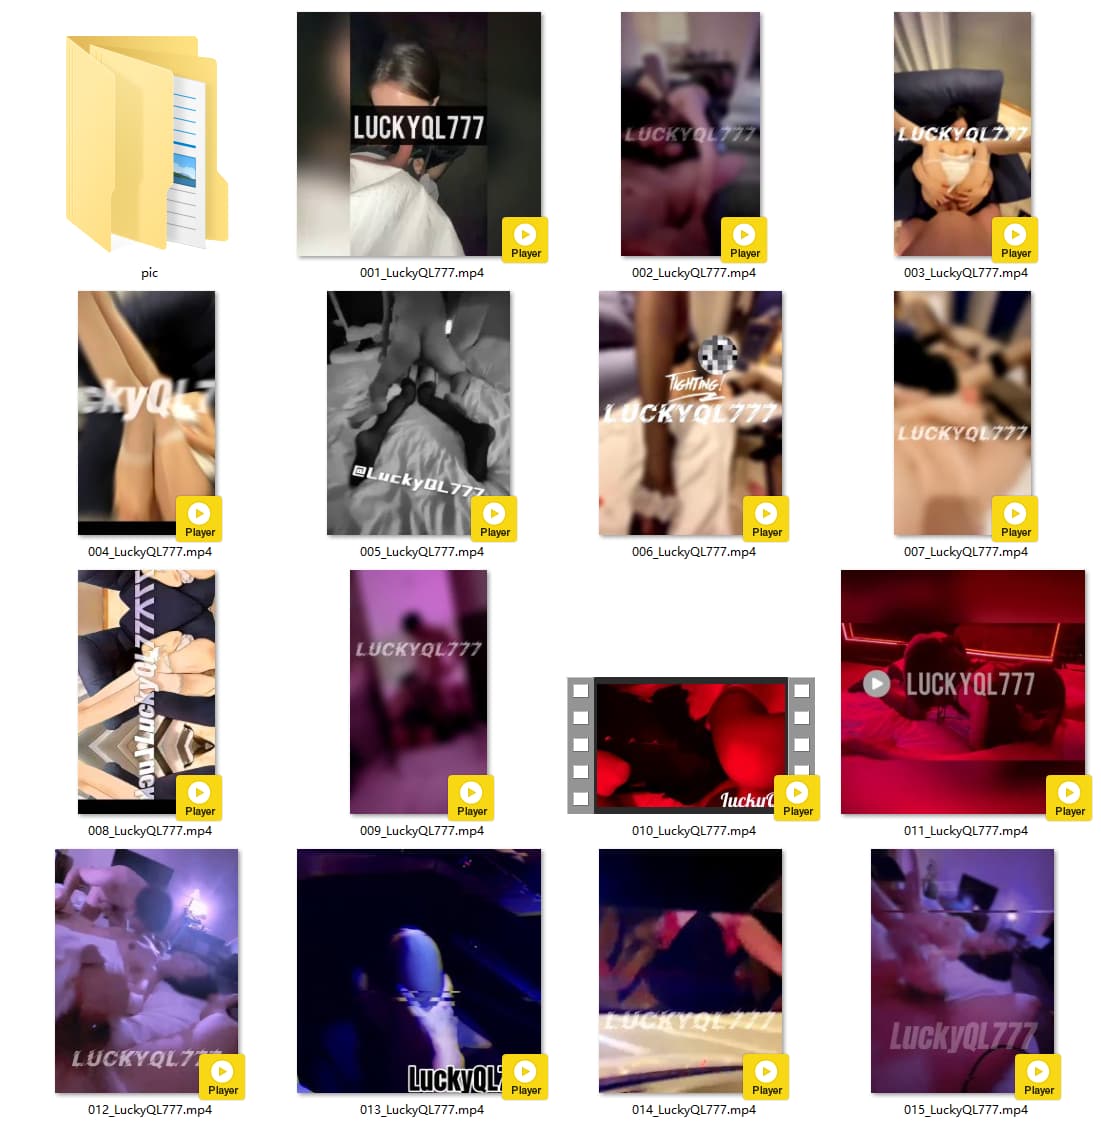 pic
LUCKYQL777
Player
001_LuckyQL777.mp4
LUCKYQL777
Player
002_LuckyQL777.mp4
LUCKYQL777
Player
003_LuckyQL777.mp4
ckyQL7
Player
004_LuckyQL777.mp4
@LuckyQL777
Player
005_LuckyQL777.mp4
TIGHTING!
LUCKYQL777
Player
006_LuckyQL777.mp4
LUCKYQL777
Player
007_LuckyQL777.mp4
Player
008_LuckyQL777.mp4
LUCKYQL777
Player
009_LuckyQL777.mp4
Player
010_LuckyQL777.mp4
LUCKYQL777
Player
011_LuckyQL777.mp4
LUCKYQL777
Player
012_LuckyQL777.mp4
LuckyQL7
Player
013_LuckyQL777.mp4
LUCKYQL777
Player
014_LuckyQL777.mp4
LuckyQL777
Player
015_LuckyQL777.mp4